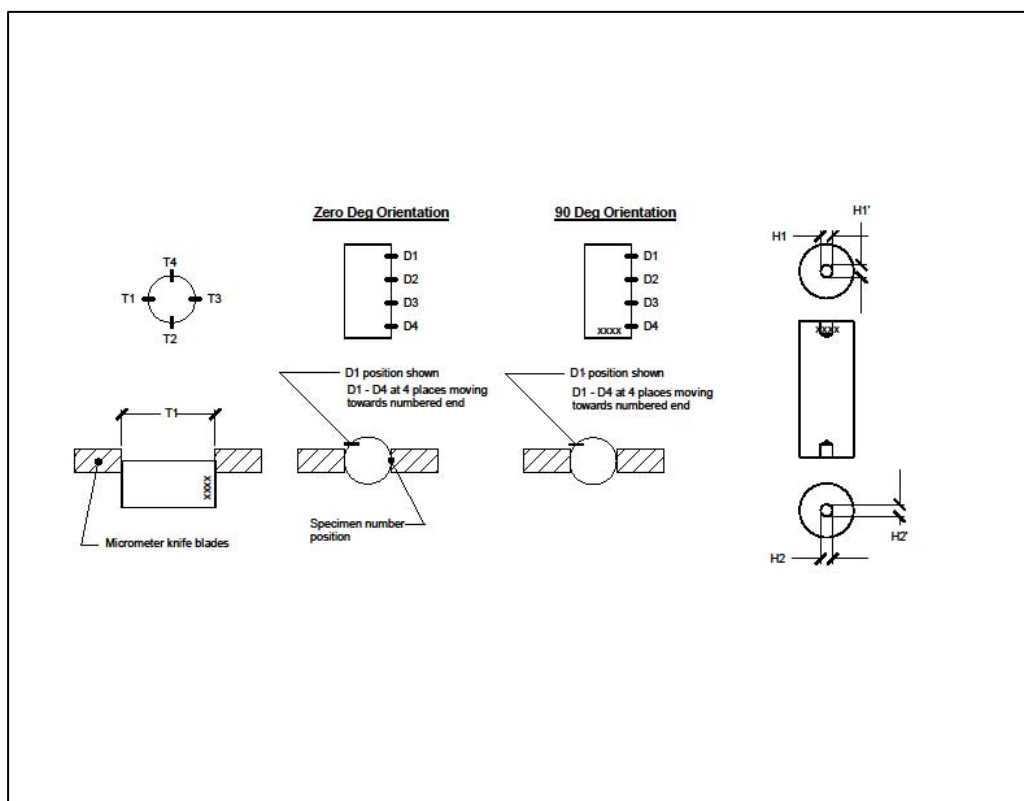 Zero Deg Orientation
90 Deg Orientation
T4
T1
T3
T2
D1
D2
D3
D4
D1
D2
D3
xxxx
D4
H1'
H1
xxxx
D1 position shown
D1 - D4 at 4 places moving
towards numbered end
D1 position shown
D1 - D4 at 4 places moving
towards numbered end
T1
xxxx
Micrometer knife blades
Specimen number
position
H2'
H2